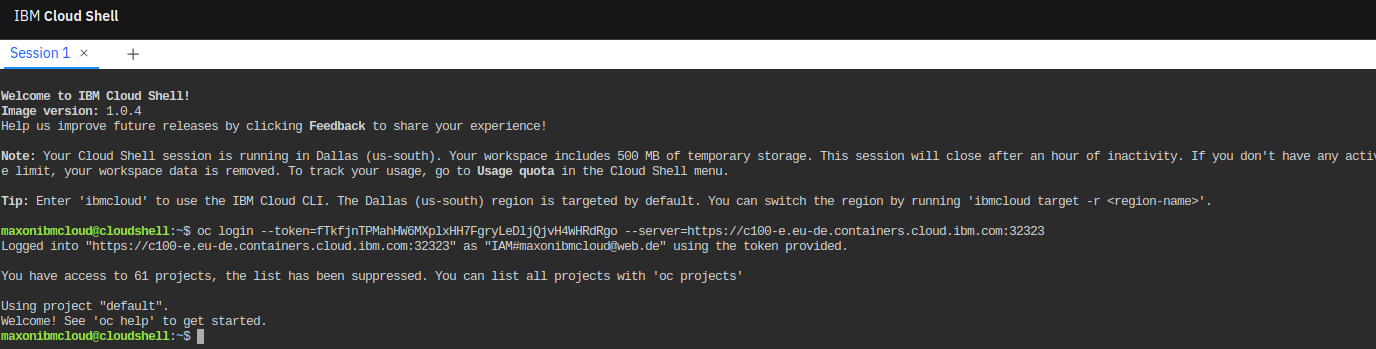 IBM Cloud Shell
Session 1 × +
Welcome to IBM Cloud Shell!
Image version: 1.0.4
Help us improve future releases by clicking Feedback to share your experience!
Note: Your Cloud Shell session is running in Dallas (us-south). Your workspace includes 500 MB of temporary storage. This session will close after an hour of inactivity. If you don't have any activ
e limit, your workspace data is removed. To track your usage, go to Usage quota in the Cloud Shell menu.
Tip: Enter 'ibmcloud' to use the IBM Cloud CLI. The Dallas (us-south) region is targeted by default. You can switch the region by running 'ibmcloud target -r <region-name>'.
maxonibmcloud@cloudshell:~$ oc login --token=fTkfjnTPMahHW6MXplxHH7FgryLeDljQjvH4WHRdRgo --server=https://c100-e.eu-de.containers.cloud.ibm.com:32323
Logged into "https://c100-e.eu-de.containers.cloud.ibm.com:32323" as "IAM#maxonibmcloud@web.de" using the token provided.
You have access to 61 projects, the list has been suppressed. You can list all projects with 'oc projects'
Using project "default".
Welcome! See 'oc help' to get started.
maxonibmcloud@cloudshell:~$